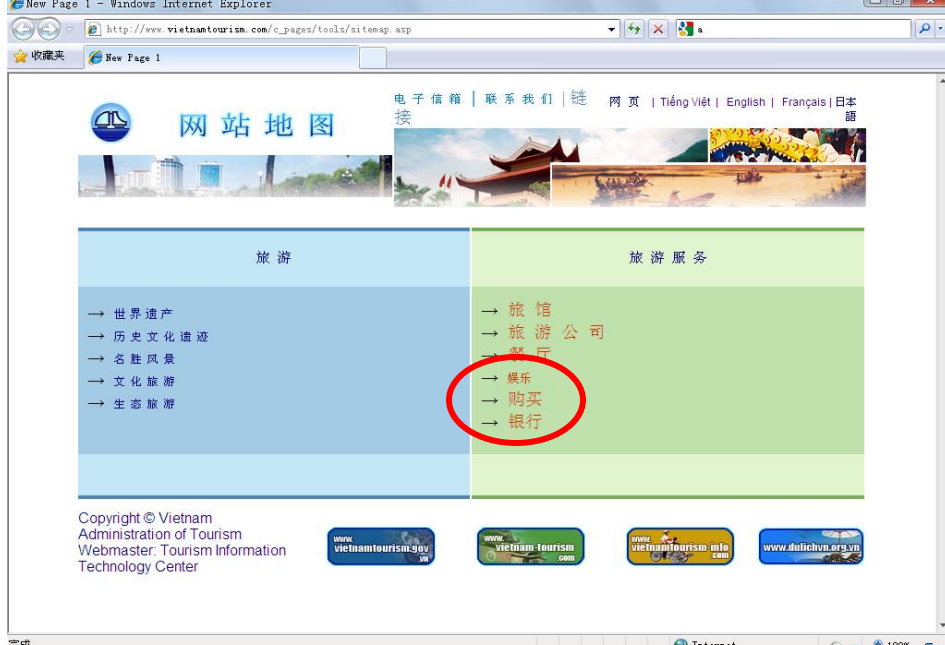 New Page 1 - Windows Internet Explorer
http://www.vietnamtourism.com/c_pages/tools/sitemap.asp
a
收藏夹
New Page 1
网 站 地 图
电 子 信 箱 | 联 系 我 们 | 链
接
网 页 | Tiếng Việt | English | Français | 日本
語
旅 游
→ 世 界 遗 产
→ 历 史 文 化 遗 迹
→ 名 胜 风 景
→ 文 化 旅 游
→ 生 态 旅 游
旅 游 服 务
→ 旅 馆
→ 旅 游 公 司
→ 餐 厅
→ 娱乐
→ 购买
→ 银行
Copyright © Vietnam
Administration of Tourism
Webmaster: Tourism Information
Technology Center
www.
vietnamtourism.gov
.vn
www.
vietnam-tourism
.com
www.
vietnamtourism-info
.com
www.dulichvn.org.vn
完成
Internet
100%